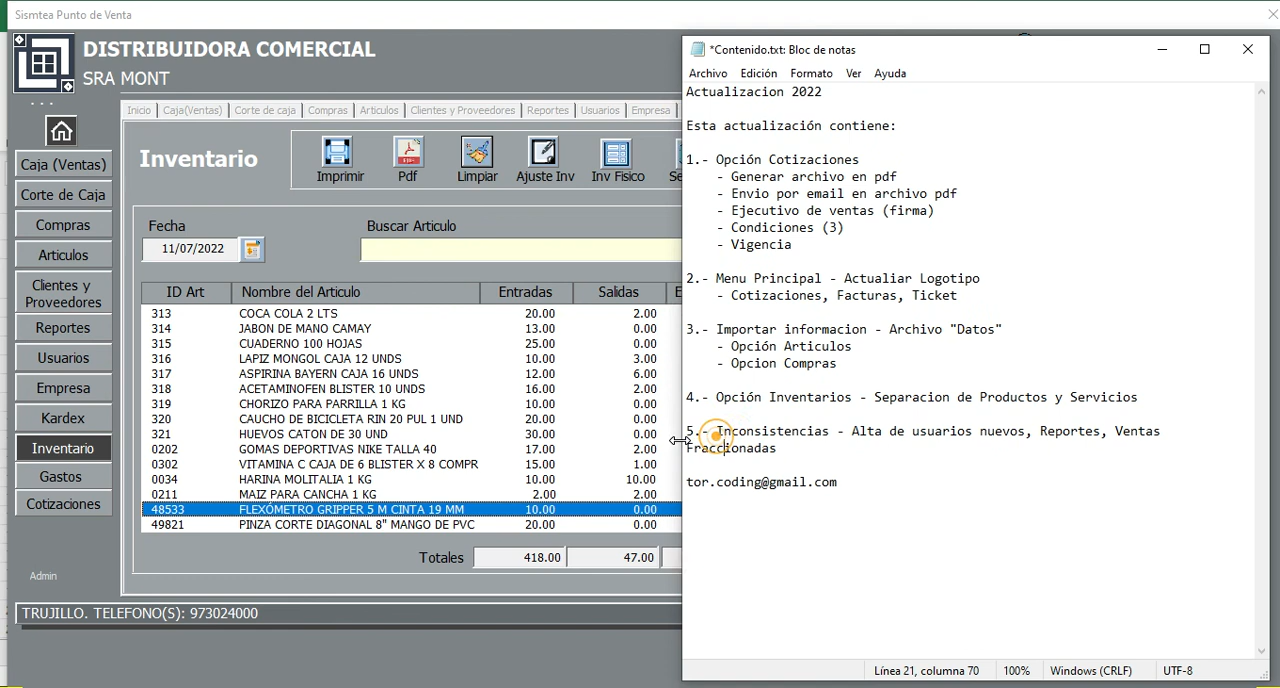 Sismtea Punto de Venta
DISTRIBUIDORA COMERCIAL
SRA MONT
Inicio Caja(Ventas) Corte de caja Compras Articulos Clientes y Proveedores Reportes Usuarios Empresa
Caja (Ventas)
Corte de Caja
Compras
Articulos
Clientes y
Proveedores
Reportes
Usuarios
Empresa
Kardex
Inventario
Gastos
Cotizaciones
Admin
Inventario
Imprimir Pdf Limpiar Ajuste Inv Inv Fisico Se
Fecha Buscar Articulo
11/07/2022
ID Art Nombre del Articulo Entradas Salidas E
313 COCA COLA 2 LTS 20.00 2.00
314 JABON DE MANO CAMAY 13.00 0.00
315 CUADERNO 100 HOJAS 25.00 0.00
316 LAPIZ MONGOL CAJA 12 UNDS 10.00 3.00
317 ASPIRINA BAYERN CAJA 16 UNDS 12.00 6.00
318 ACETAMINOFEN BLISTER 10 UNDS 16.00 2.00
319 CHORIZO PARA PARRILLA 1 KG 10.00 0.00
320 CAUCHO DE BICICLETA RIN 20 PUL 1 UND 20.00 0.00
321 HUEVOS CATON DE 30 UND 30.00 0.00
0202 GOMAS DEPORTIVAS NIKE TALLA 40 17.00 2.00
0302 VITAMINA C CAJA DE 6 BLISTER X 8 COMPR 15.00 1.00
0034 HARINA MOLITALIA 1 KG 10.00 10.00
0211 MAIZ PARA CANCHA 1 KG 2.00 2.00
48533 FLEXÓMETRO GRIPPER 5 M CINTA 19 MM 10.00 0.00
49821 PINZA CORTE DIAGONAL 8" MANGO DE PVC 20.00 0.00
Totales 418.00 47.00
TRUJILLO. TELEFONO(S): 973024000
*Contenido.txt: Bloc de notas
Archivo Edición Formato Ver Ayuda
Actualizacion 2022
Esta actualización contiene:
1.- Opción Cotizaciones
- Generar archivo en pdf
- Envio por email en archivo pdf
- Ejecutivo de ventas (firma)
- Condiciones (3)
- Vigencia
2.- Menu Principal - Actualiar Logotipo
- Cotizaciones, Facturas, Ticket
3.- Importar informacion - Archivo "Datos"
- Opción Articulos
- Opcion Compras
4.- Opción Inventarios - Separacion de Productos y Servicios
5.- Inconsistencias - Alta de usuarios nuevos, Reportes, Ventas
Fraccionadas
tor.coding@gmail.com
Línea 21, columna 70 100% Windows (CRLF) UTF-8